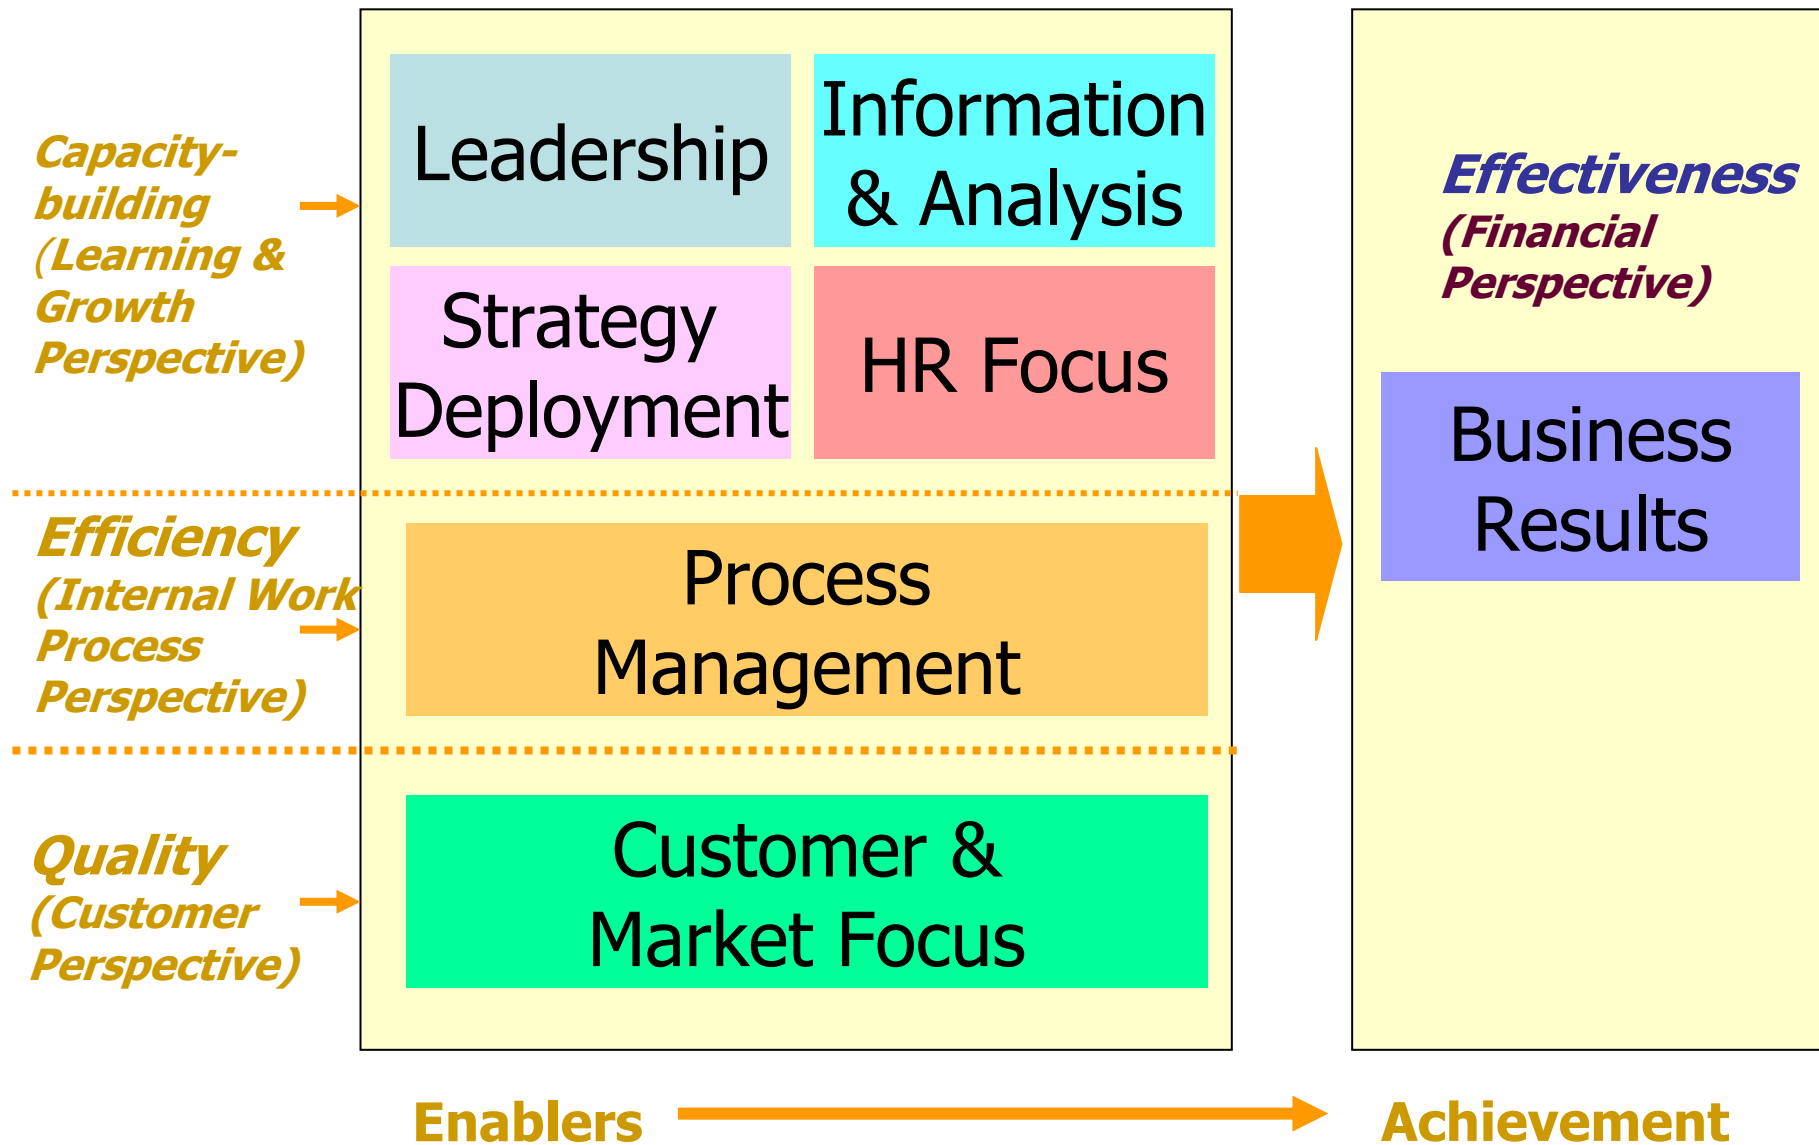 Capacity-
building
(Learning &
Growth
Perspective)
Leadership
Information
& Analysis
Strategy
Deployment
HR Focus
Efficiency
(Internal Work
Process
Perspective)
Process
Management
Quality
(Customer
Perspective)
Customer &
Market Focus
Effectiveness
(Financial
Perspective)
Business
Results
Enablers
Achievement